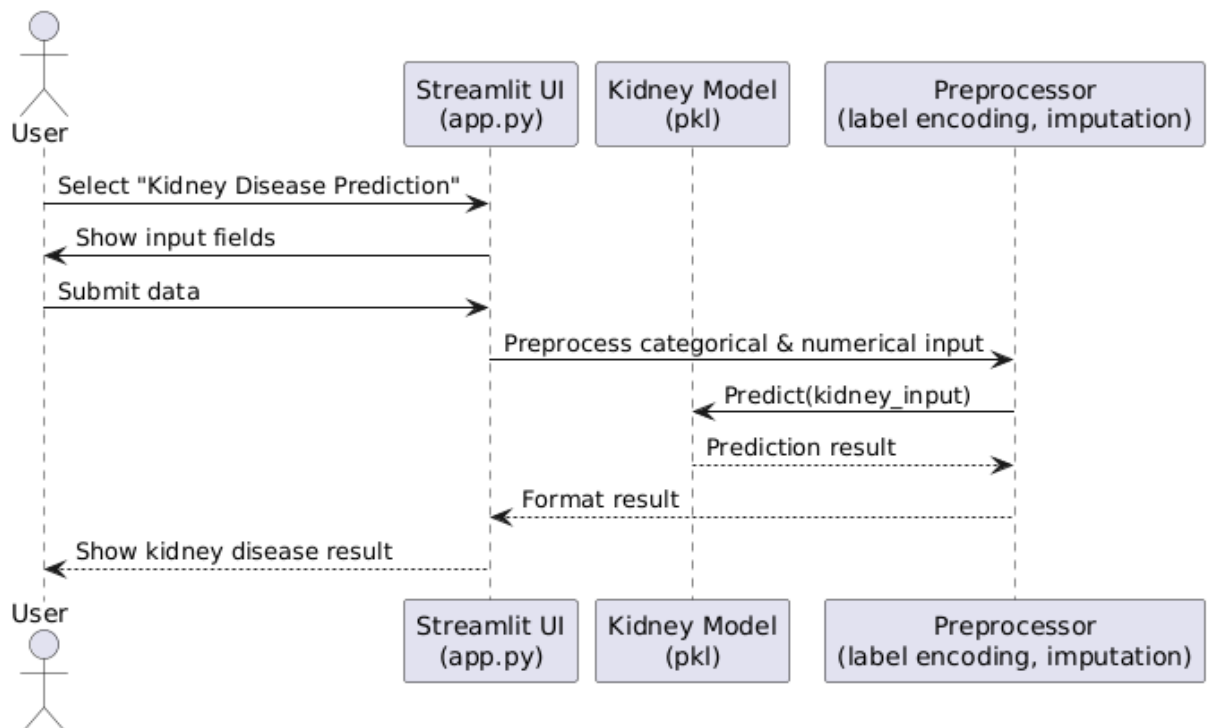 User
Streamlit UI
(app.py)
Kidney Model
(pkl)
Preprocessor
(label encoding, imputation)
Select "Kidney Disease Prediction"
Show input fields
Submit data
Preprocess categorical & numerical input
Predict(kidney_input)
Prediction result
Format result
Show kidney disease result
User
Streamlit UI
(app.py)
Kidney Model
(pkl)
Preprocessor
(label encoding, imputation)